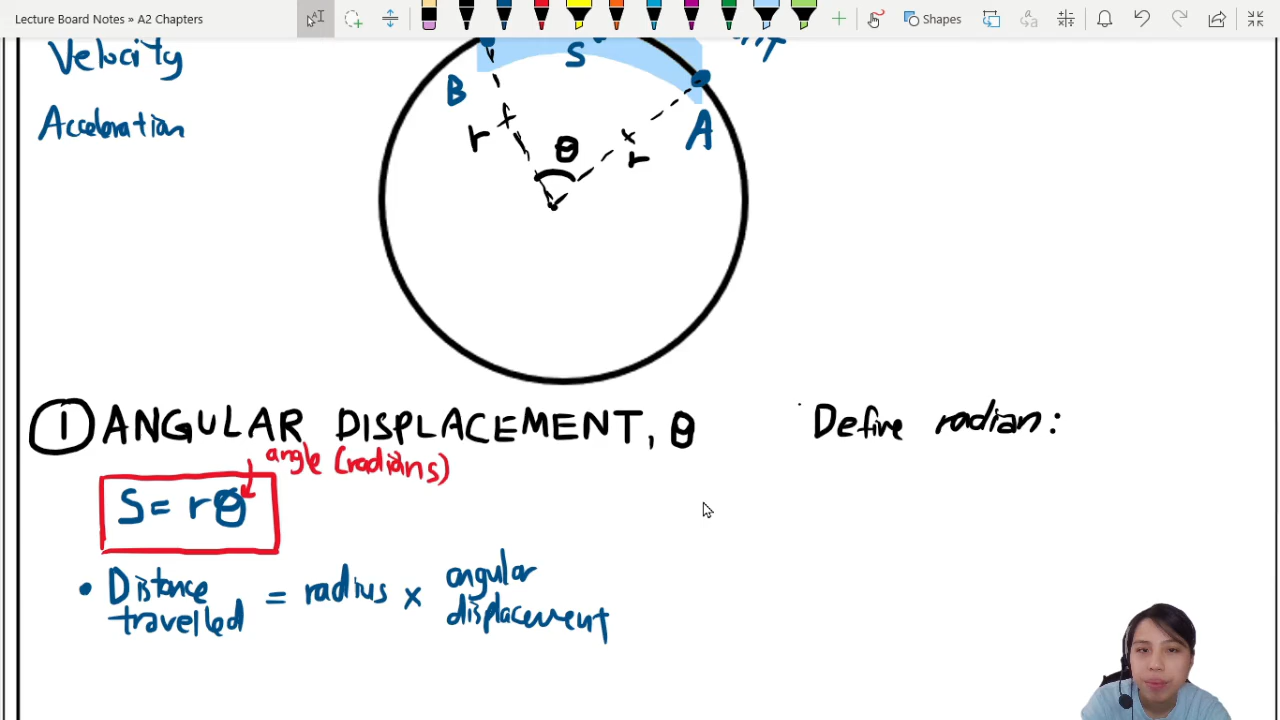 Lecture Board Notes » A2 Chapters
Shapes
Velocity
Acceleration
S
B
A
r
θ
r
① ANGULAR DISPLACEMENT, θ
angle (radians)
S = rθ
• Distance travelled = radius × angular displacement
Define radian: